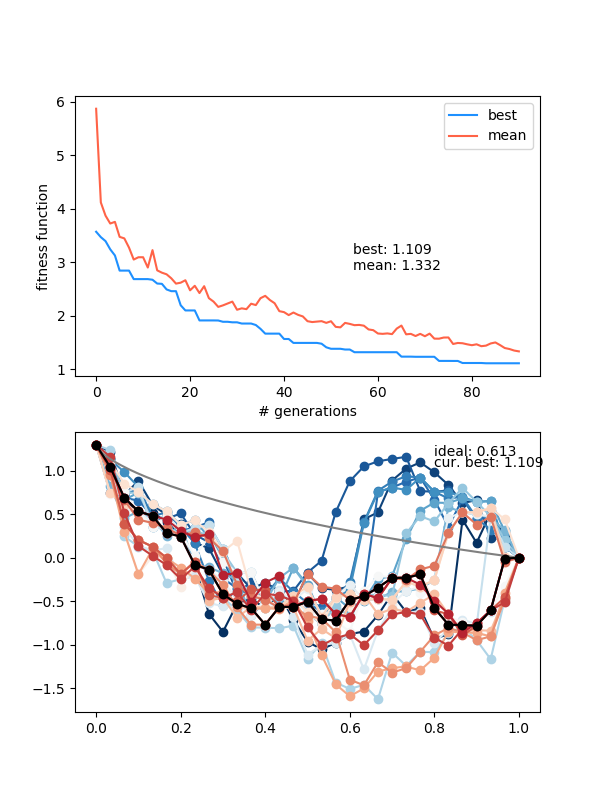 6
5
4
3
2
1
fitness function
best
mean
best: 1.109
mean: 1.332
0 20 40 60 80
# generations
ideal: 0.613
cur. best: 1.109
1.0
0.5
0.0
−0.5
−1.0
−1.5
0.0 0.2 0.4 0.6 0.8 1.0